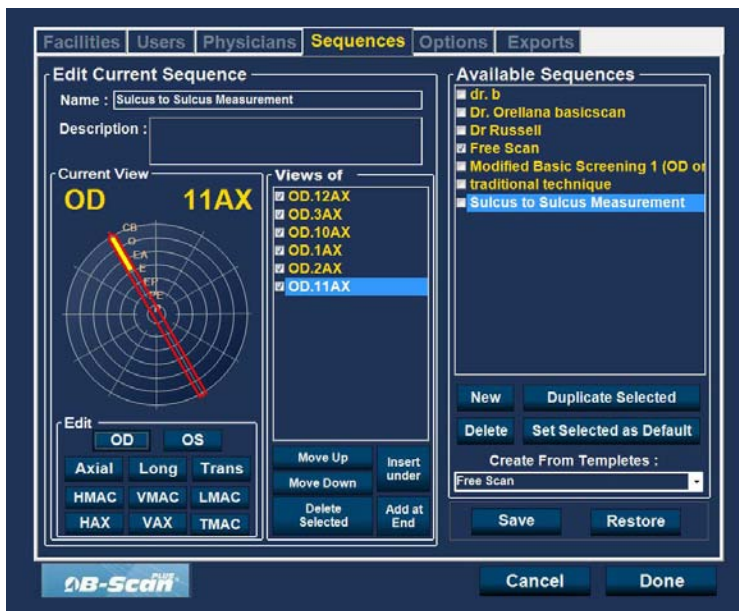 Facilities Users Physicians Sequences Options Exports
Edit Current Sequence
Name : Sulcus to Sulcus Measurement
Description :
Current View
OD 11AX
CB
O
EA
E
EP
PE
P
Edit
OD OS
Axial Long Trans
HMAC VMAC LMAC
HAX VAX TMAC
Views of
OD.12AX
OD.3AX
OD.10AX
OD.1AX
OD.2AX
OD.11AX
Move Up
Move Down
Delete Selected
Insert under
Add at End
Available Sequences
dr. b
Dr. Orellana basicscan
Dr Russell
Free Scan
Modified Basic Screening 1 (OD or
traditional technique
Sulcus to Sulcus Measurement
New Duplicate Selected
Delete Set Selected as Default
Create From Templetes :
Free Scan
Save Restore
B-Scan PLUS
Cancel Done